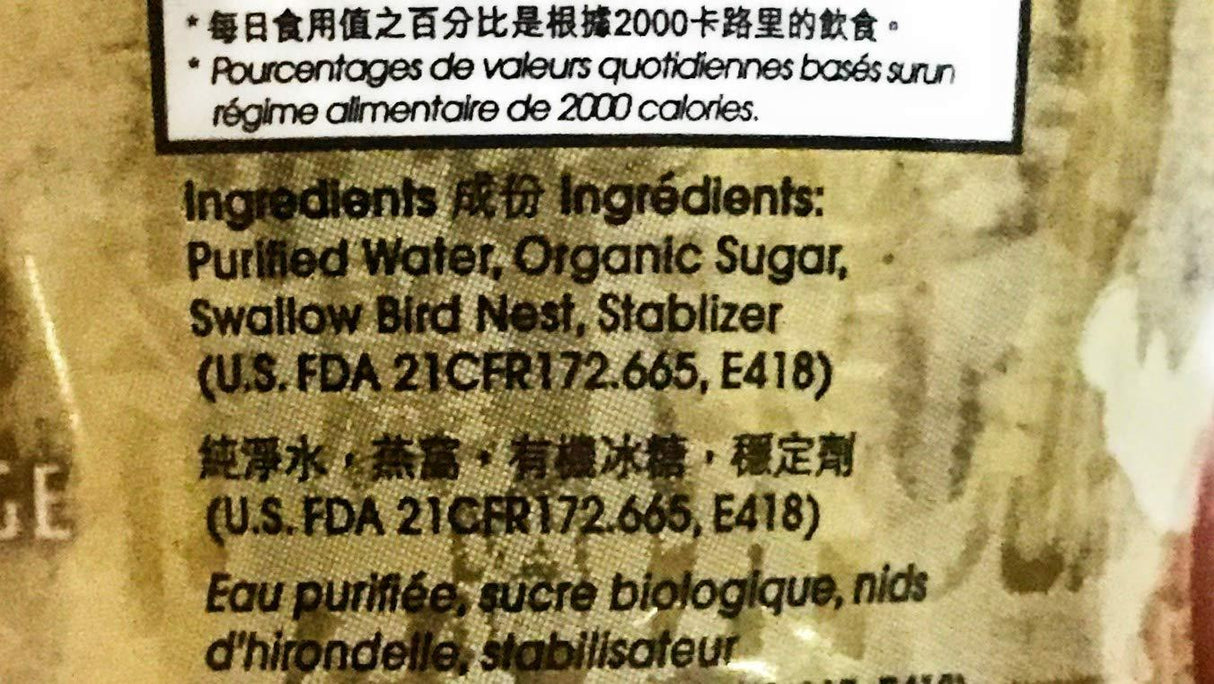 * 每日食用值之百分比是根據2000卡路里的飲食。
* Pourcentages de valeurs quotidiennes basés surun
régime alimentaire de 2000 calories.
Ingredients 成份 Ingrédients:
Purified Water, Organic Sugar,
Swallow Bird Nest, Stablizer
(U.S. FDA 21CFR172.665, E418)
純淨水，燕窩，有機冰糖，穩定劑
(U.S. FDA 21CFR172.665, E418)
Eau purifiée, sucre biologique, nids
d'hirondelle, stabilisateur
GE